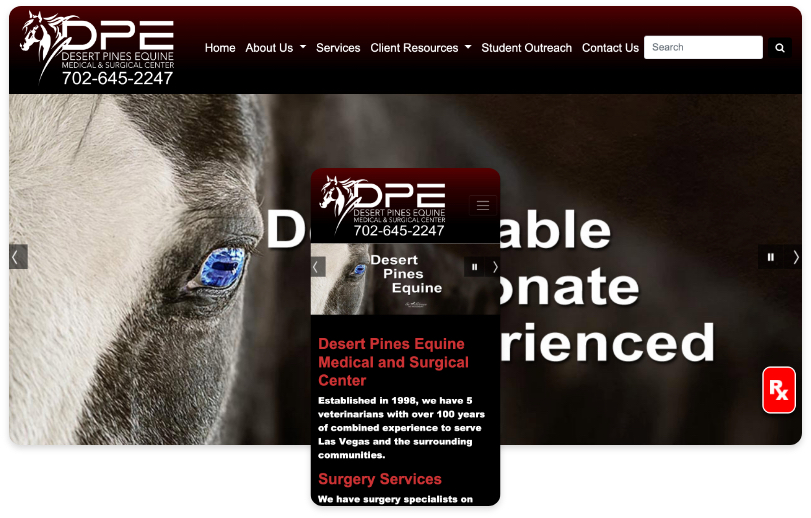 DPE
DESERT PINES EQUINE
MEDICAL & SURGICAL CENTER
702-645-2247
Home About Us Services Client Resources Student Outreach Contact Us Search
D able
onate
rienced
Rx
DPE
DESERT PINES EQUINE
MEDICAL & SURGICAL CENTER
702-645-2247
Desert
Pines
Equine
Desert Pines Equine
Medical and Surgical
Center
Established in 1998, we have 5
veterinarians with over 100 years
of combined experience to serve
Las Vegas and the surrounding
communities.
Surgery Services
We have surgery specialists on